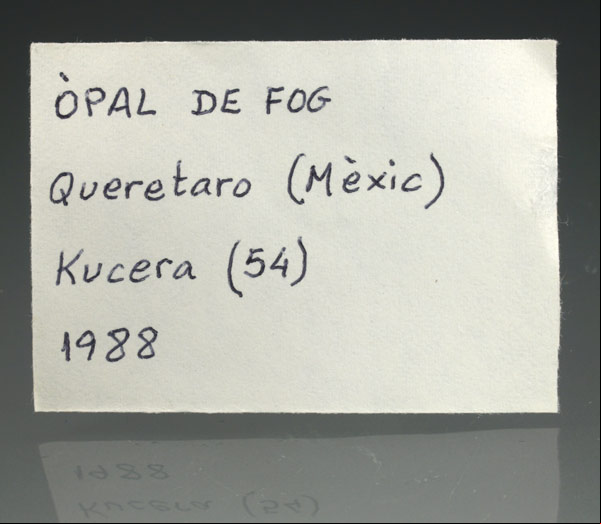 ÒPAL DE FOG
Queretaro (Mèxic)
Kucera (54)
1988